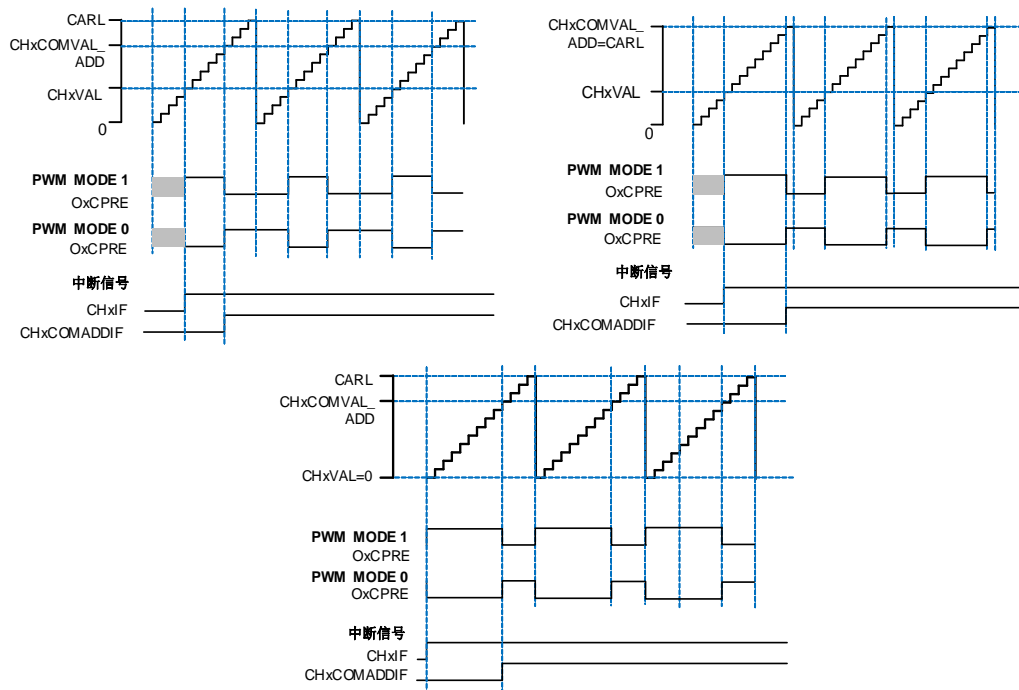 CARL
CHxCOMVAL_
ADD
CHxVAL
0
PWM MODE 1
OxCPRE
PWM MODE 0
OxCPRE
中断信号
CHxIF
CHxCOMADDIF
CHxCOMVAL_
ADD=CARL
CHxVAL
0
PWM MODE 1
OxCPRE
PWM MODE 0
OxCPRE
中断信号
CHxIF
CHxCOMADDIF
CARL
CHxCOMVAL_
ADD
CHxVAL=0
PWM MODE 1
OxCPRE
PWM MODE 0
OxCPRE
中断信号
CHxIF
CHxCOMADDIF